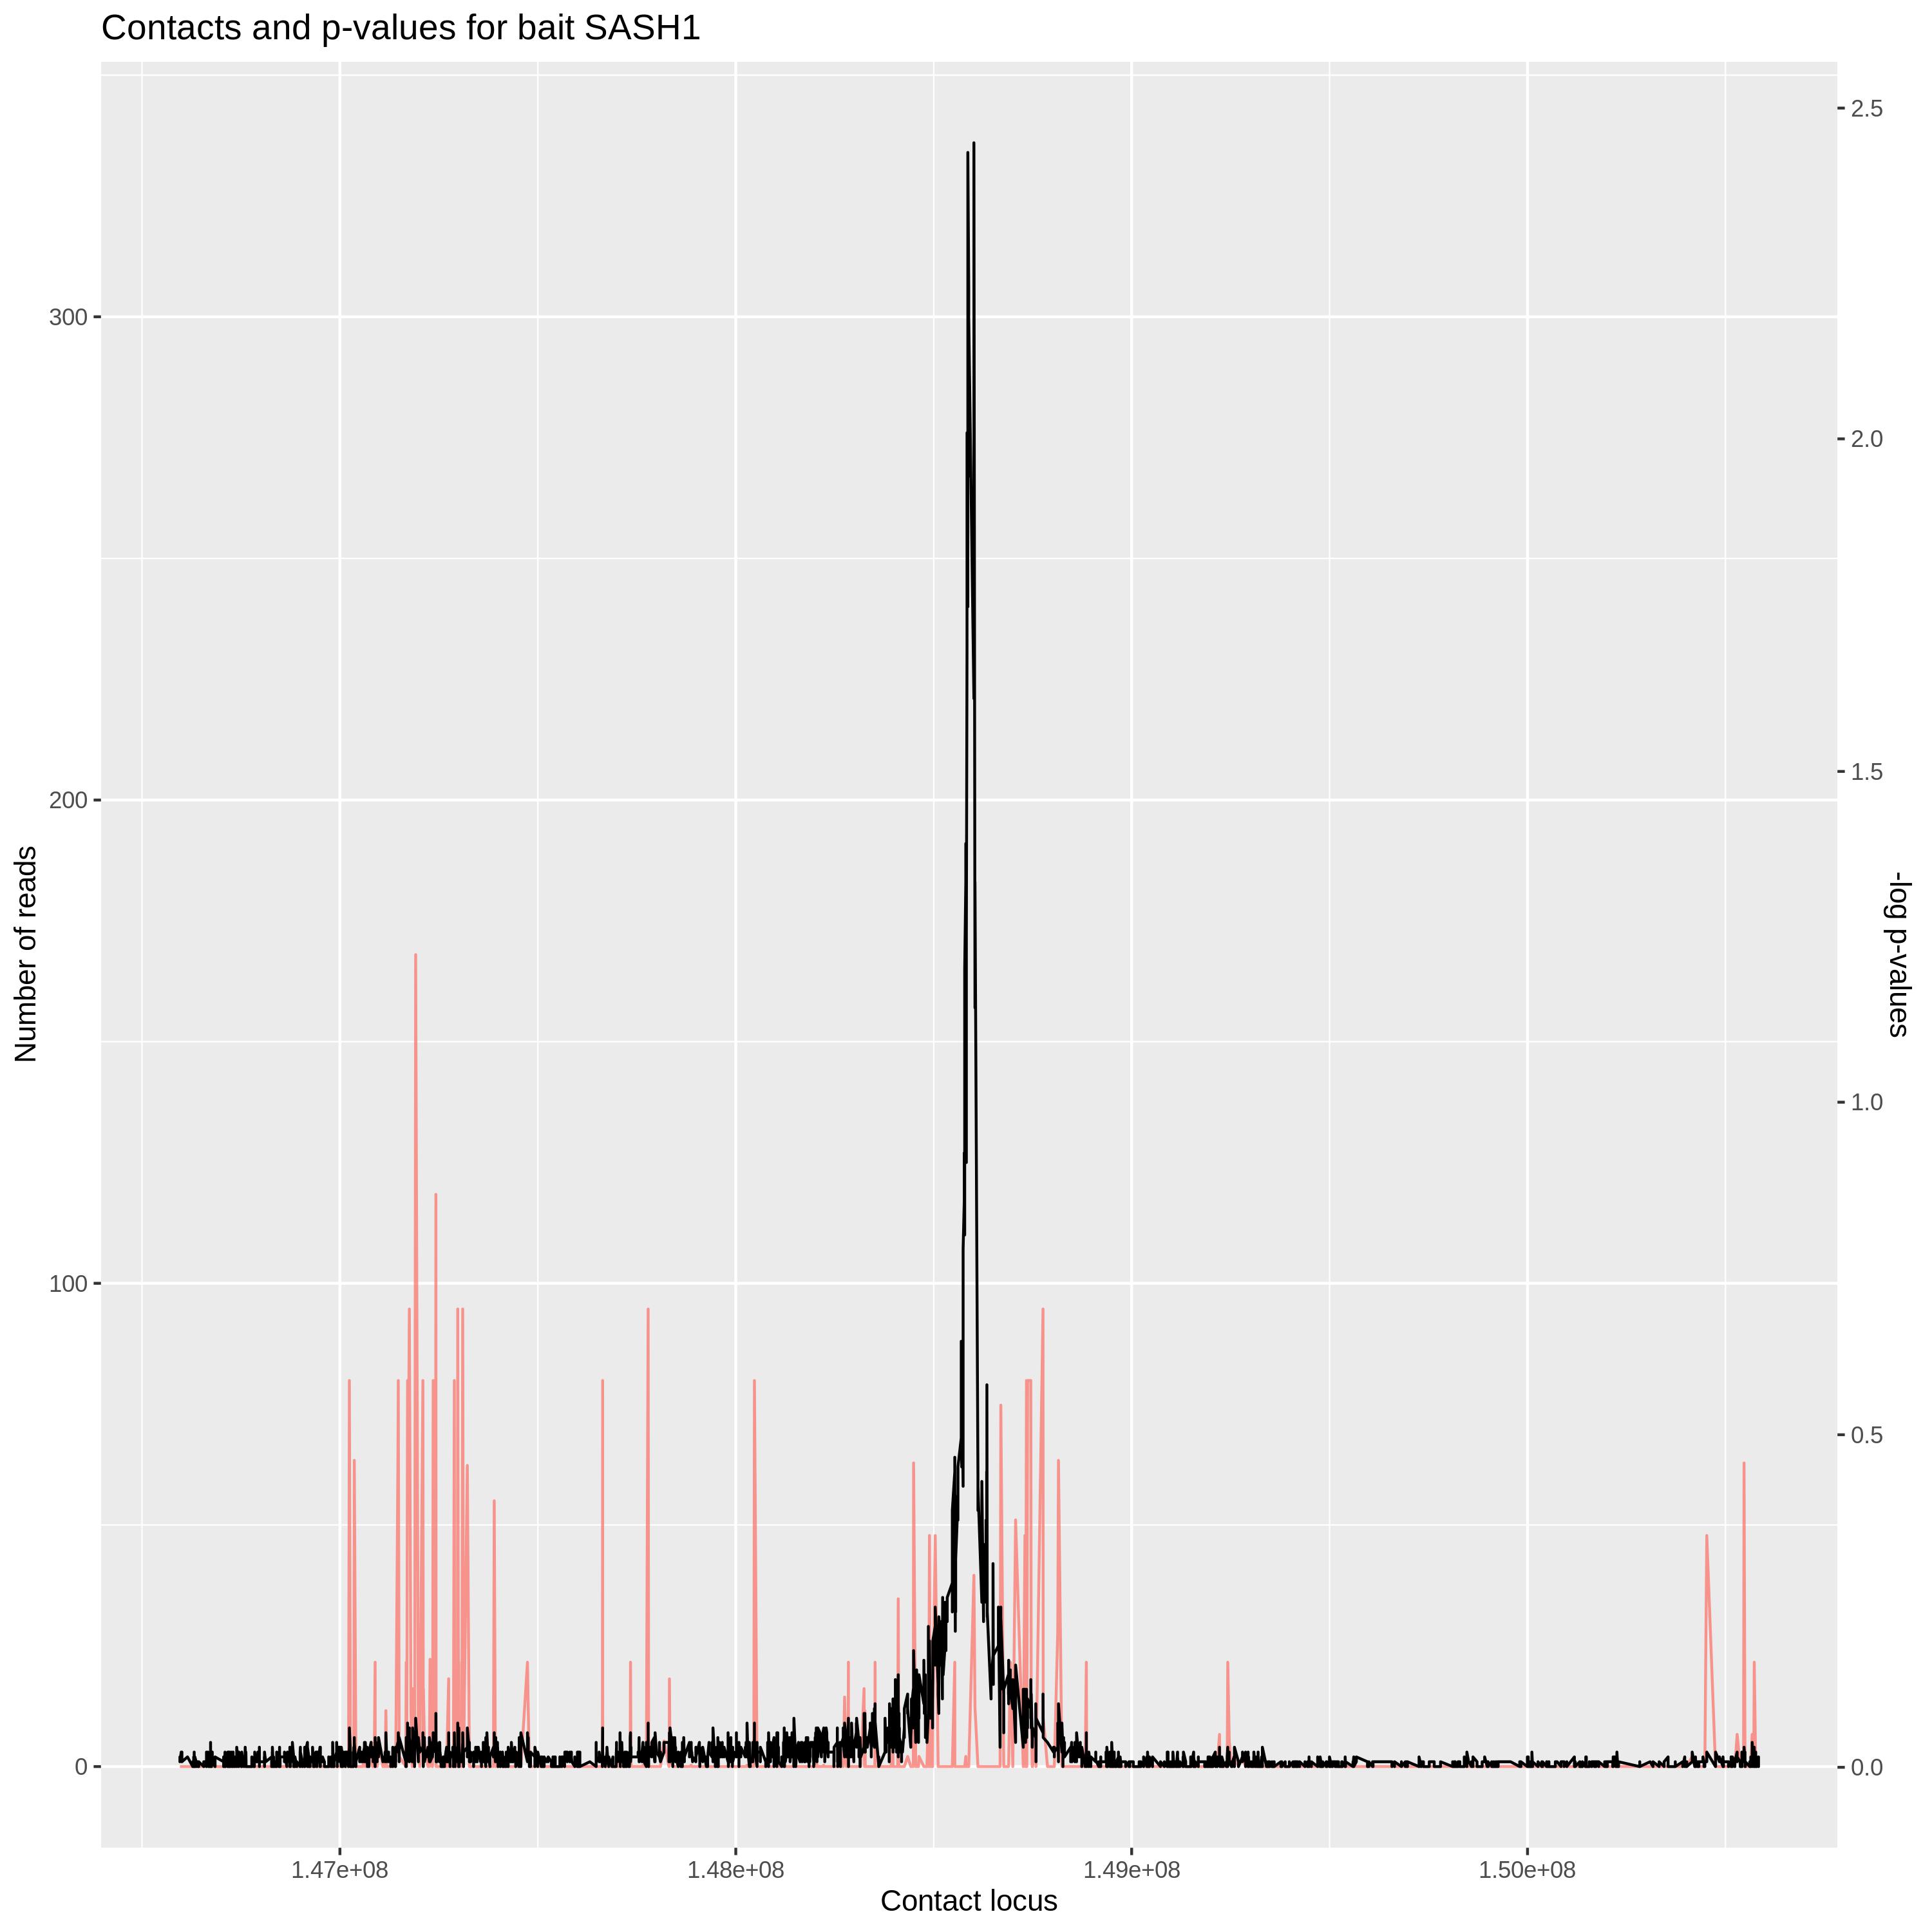 Contacts and p-values for bait SASH1
Number of reads
300
200
100
0
2.5
2.0
1.5
1.0
0.5
0.0
-log p-values
1.47e+08
1.48e+08
1.49e+08
1.50e+08
Contact locus